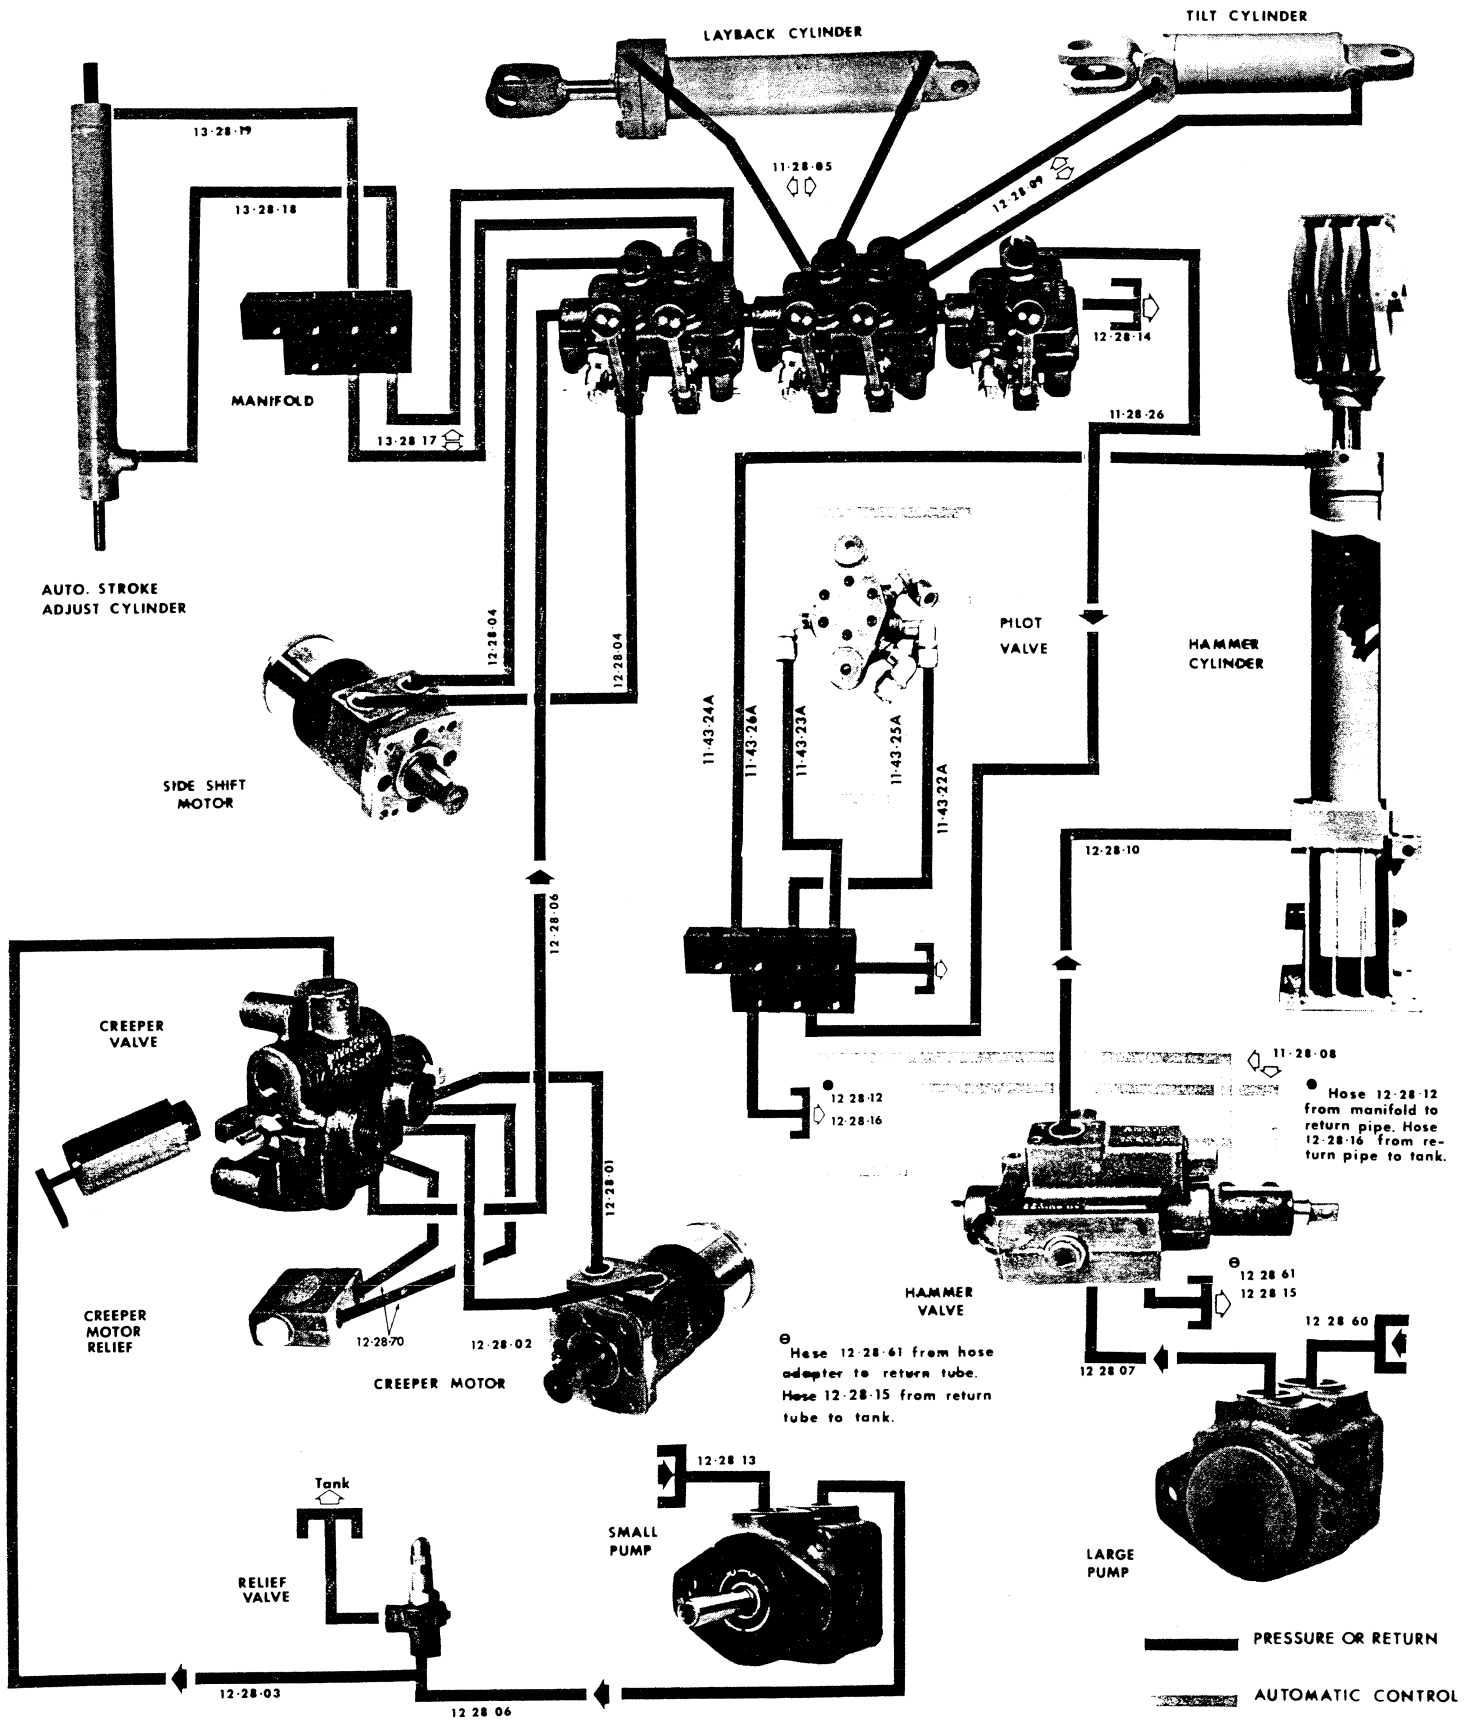 TILT CYLINDER
LAYBACK CYLINDER
13-28-19
11-28-05
12-28-09
13-28-18
12-28-14
MANIFOLD
11-28-26
13-28 17
AUTO. STROKE
ADJUST CYLINDER
12-28-04
12-28-04
PILOT
VALVE
HAMMER
CYLINDER
11-43-24A
11-43-26A
11-43-23A
11-43-25A
11-43-22A
SIDE SHIFT
MOTOR
12-28-10
12-28-06
CREEPER
VALVE
11-28-08
12 28-12
12-28-16
Hose 12-28-12
from manifold to
return pipe. Hose
12-28-16 from re-
turn pipe to tank.
12-28-01
CREEPER
MOTOR
RELIEF
12-28-70
12-28-02
CREEPER MOTOR
HAMMER
VALVE
⊖
12 28 61
12 28 15
12 28 60
⊖
Hose 12-28-61 from hose
adapter to return tube.
Hose 12-28-15 from return
tube to tank.
12 28 07
12-28 13
Tank
SMALL
PUMP
RELIEF
VALVE
LARGE
PUMP
PRESSURE OR RETURN
12-28-03
12 28 06
AUTOMATIC CONTROL